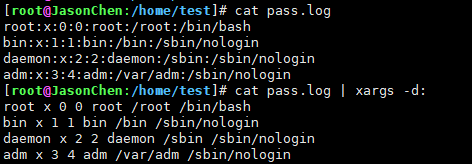 [root@JasonChen:/home/test]# cat pass.log
root:x:0:0:root:/root:/bin/bash
bin:x:1:1:bin:/bin:/sbin/nologin
daemon:x:2:2:daemon:/sbin:/sbin/nologin
adm:x:3:4:adm:/var/adm:/sbin/nologin
[root@JasonChen:/home/test]# cat pass.log | xargs -d:
root x 0 0 root /root /bin/bash
bin x 1 1 bin /bin /sbin/nologin
daemon x 2 2 daemon /sbin /sbin/nologin
adm x 3 4 adm /var/adm /sbin/nologin